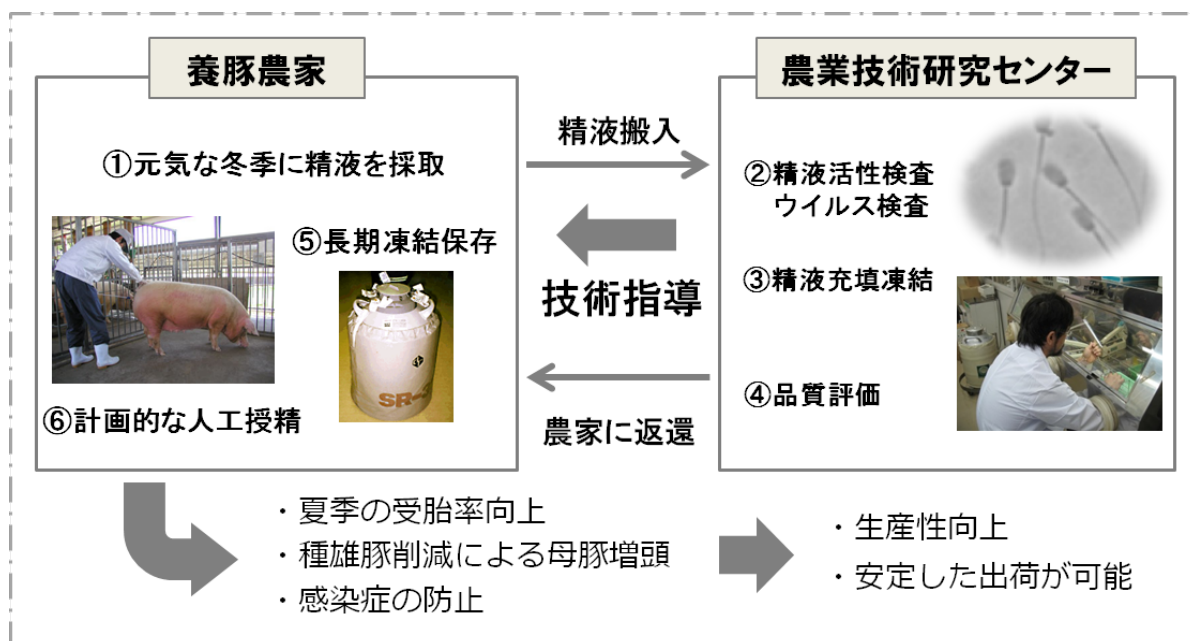 養豚農家
①元気な冬季に精液を採取
⑤長期凍結保存
SR-
⑥計画的な人工授精
精液搬入
技術指導
農家に返還
農業技術研究センター
②精液活性検査
ウイルス検査
③精液充填凍結
④品質評価
・夏季の受胎率向上
・種雄豚削減による母豚増頭
・感染症の防止
・生産性向上
・安定した出荷が可能